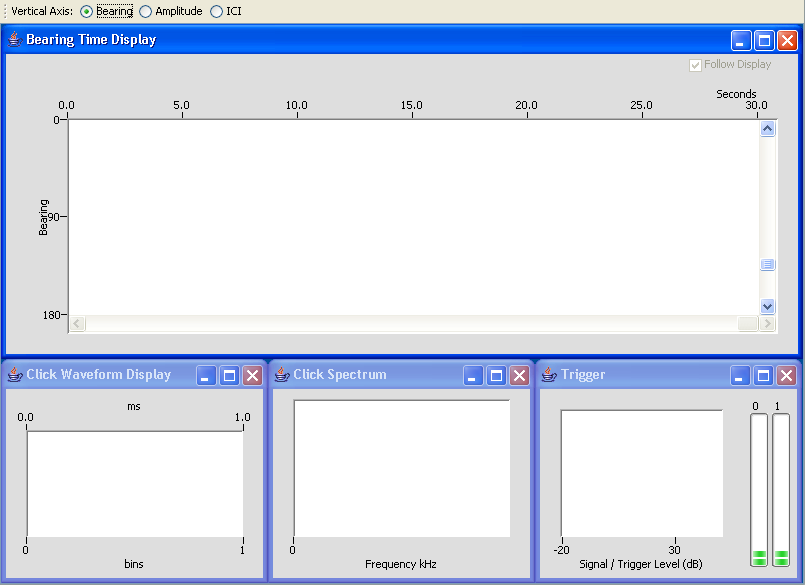 Vertical Axis: Bearing Amplitude ICI
Bearing Time Display
Follow Display
Seconds
0.0 5.0 10.0 15.0 20.0 25.0 30.0
0
Bearing
90
180
Click Waveform Display
ms
0.0 1.0
0 1
bins
Click Spectrum
0
Frequency kHz
Trigger
0 1
-20 30
Signal / Trigger Level (dB)